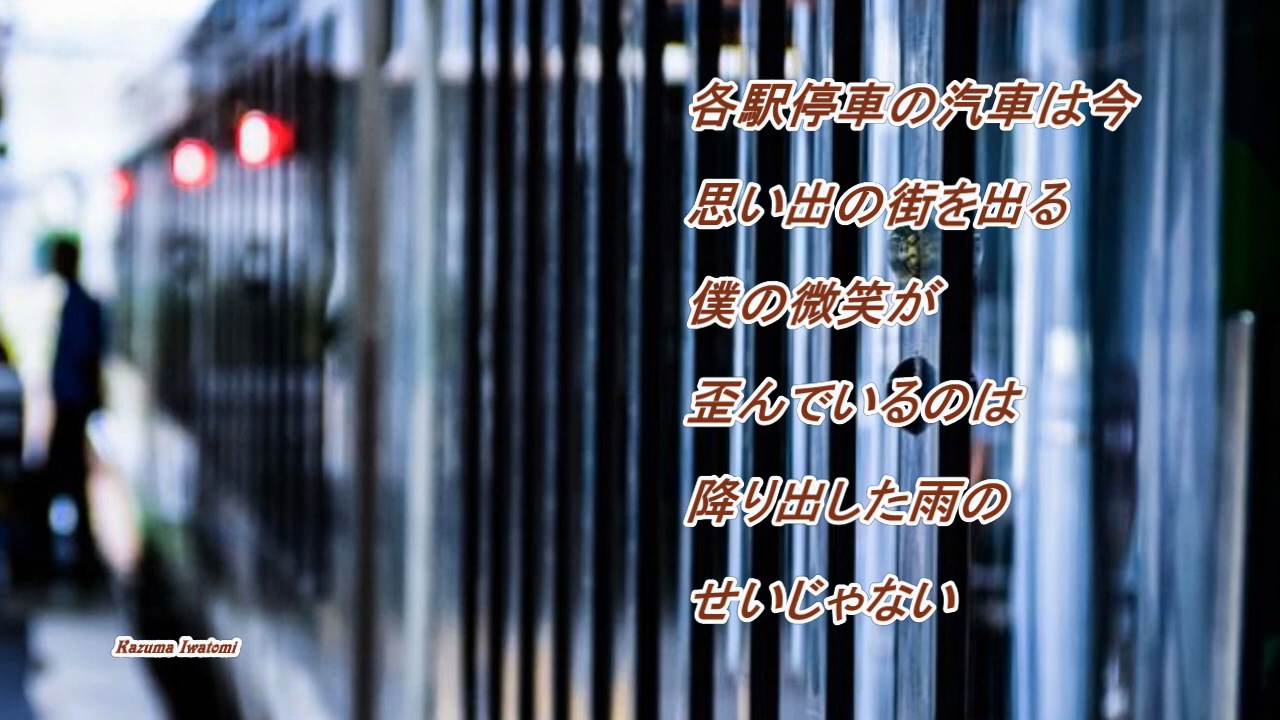 各駅停車の汽車は今
思い出の街を出る
僕の微笑が
歪んでいるのは
降り出した雨の
せいじゃない
Kazuma Iwatomi